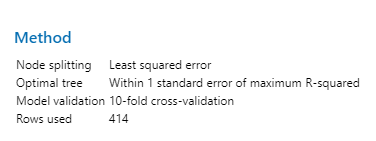 Method
Node splitting Least squared error
Optimal tree Within 1 standard error of maximum R-squared
Model validation 10-fold cross-validation
Rows used 414